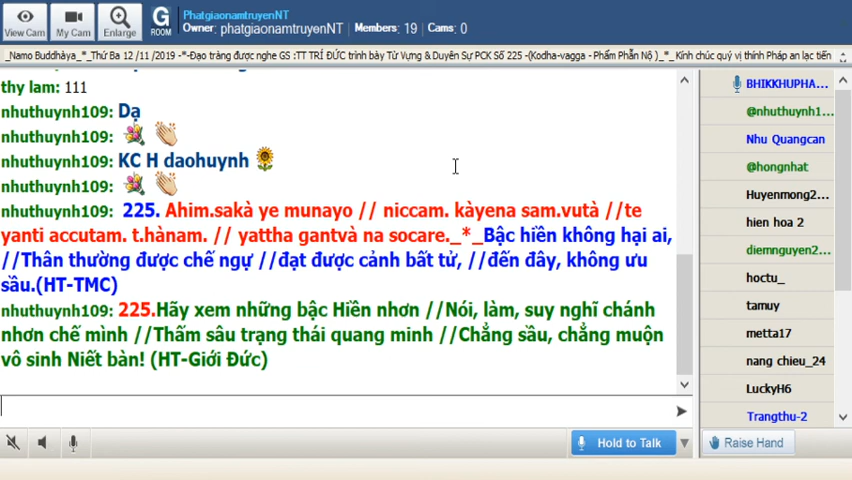 View Cam
My Cam
Enlarge
G
ROOM
PhatgiaonamtruyenNT
Owner: phatgiaonamtruyenNT Members: 19 Cams: 0
_Namo Buddhàya_*_Thứ Ba 12 /11 /2019 -*-Đạo tràng được nghe GS :TT TRÍ ĐỨC trình bày Từ Vựng & Duyên Sự PCK Số 225 -(Kodha-vagga - Phẩm Phẫn Nộ )_*_ Kính chúc quý vị thính Pháp an lạc tiến
thy lam: 111
nhuthuynh109: Dạ
nhuthuynh109:
nhuthuynh109: KC H daohuynh
nhuthuynh109:
nhuthuynh109: 225. Ahim.sakà ye munayo // niccam. kàyena sam.vutà //te
yanti accutam. t.hànam. // yattha gantvà na socare._*_Bậc hiền không hại ai,
//Thân thường được chế ngự //đạt được cảnh bất tử, //đến đây, không ưu
sầu.(HT-TMC)
nhuthuynh109: 225.Hãy xem những bậc Hiền nhơn //Nói, làm, suy nghĩ chánh
nhơn chế mình //Thấm sâu trạng thái quang minh //Chẳng sầu, chẳng muộn
vô sinh Niết bàn! (HT-Giới Đức)
BHIKKHUPHA...
@nhuthuynh1...
Nhu Quangcan
@hongnhat
Huyenmong2...
hien hoa 2
diemnguyen2...
hoctu_
tamuy
metta17
nang chieu_24
LuckyH6
Trangthu-2
Hold to Talk
Raise Hand